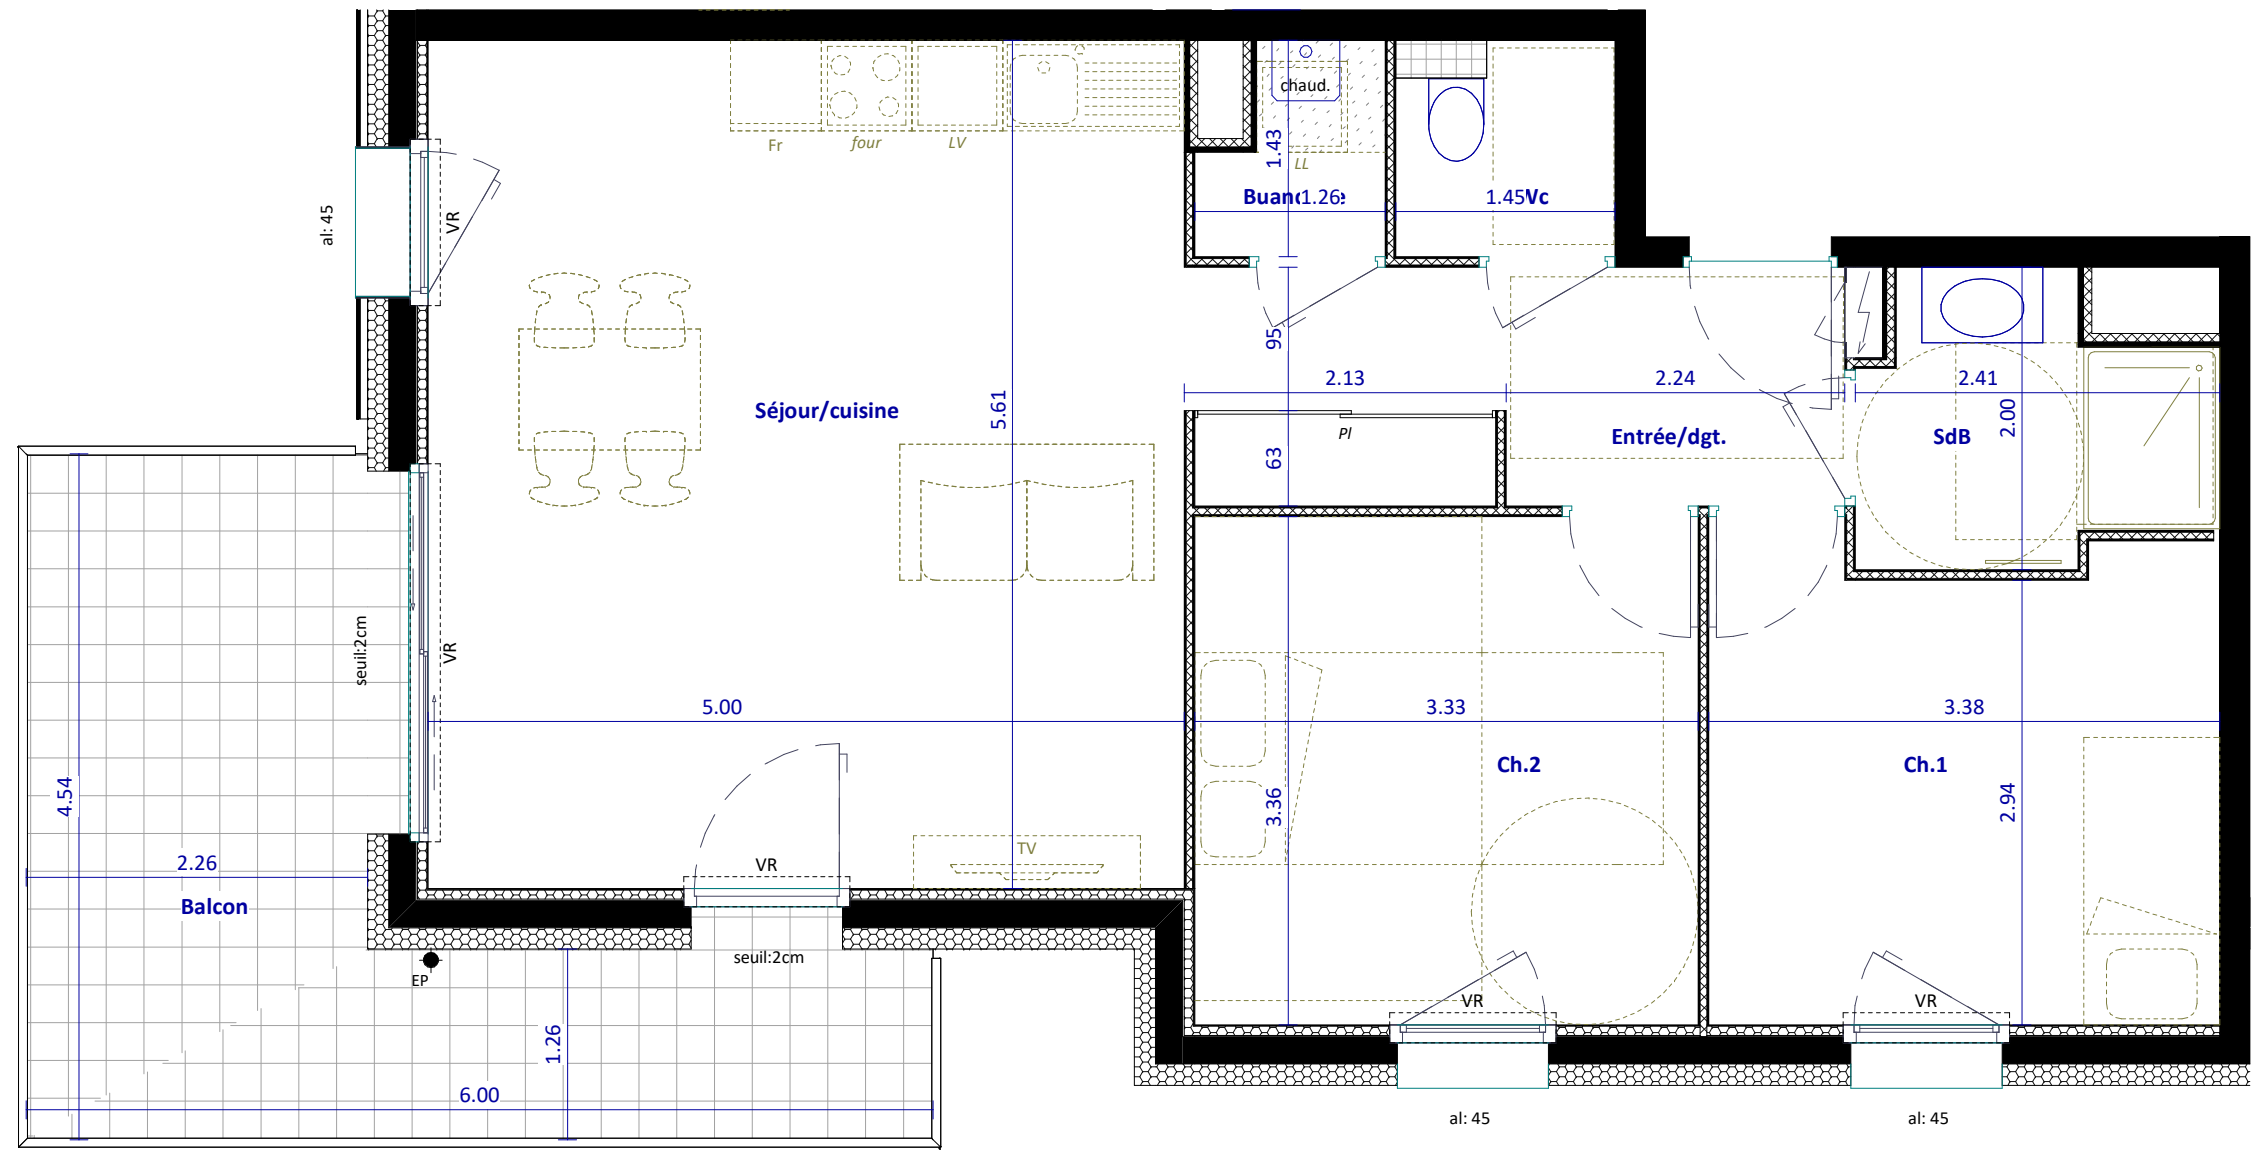 chaud.
Fr
four
LV
LL
1.43
1.26
1.45
Wc
al: 45
VR
95
2.13
2.24
2.41
2.00
Séjour/cuisine
5.61
Pl
63
Entrée/dgt.
SdB
seuil:2cm
VR
5.00
3.33
3.38
Ch.2
Ch.1
4.54
3.36
2.94
2.26
Balcon
VR
TV
seuil:2cm
EP
VR
VR
1.26
6.00
al: 45
al: 45